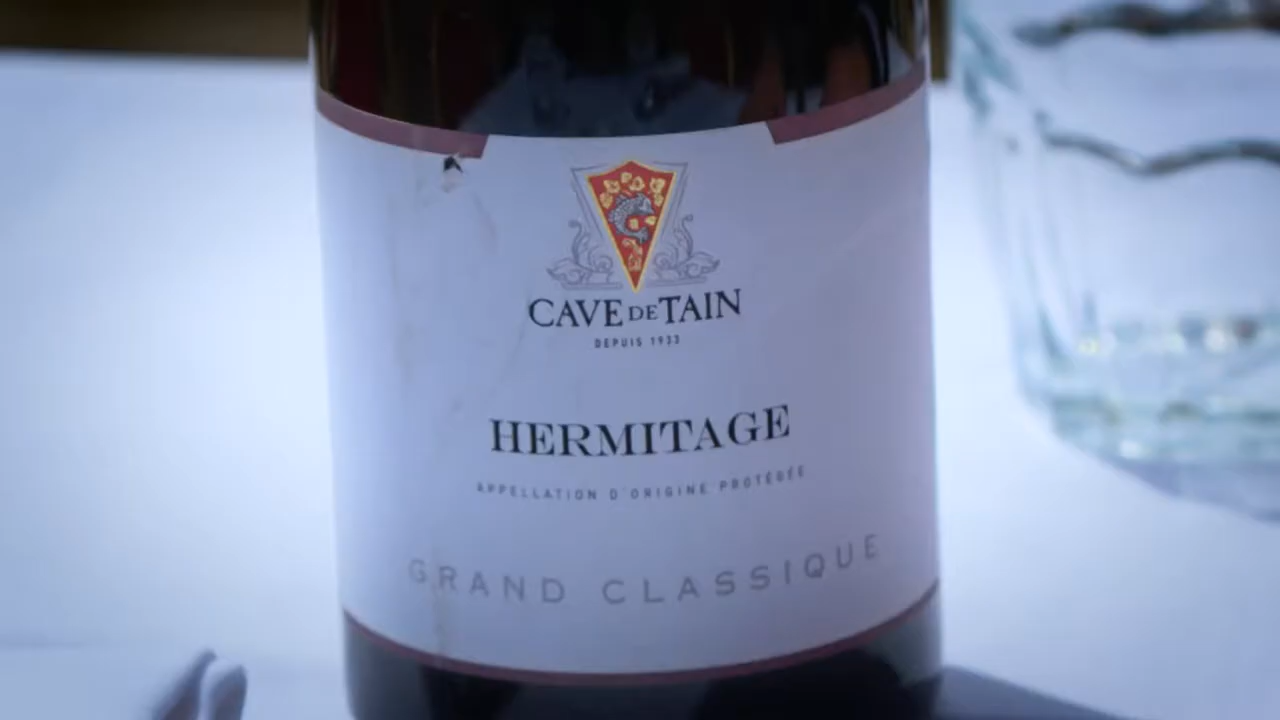 CAVE DE TAIN
DEPUIS 1933
HERMITAGE
APPELLATION D'ORIGINE PROTÉGÉE
GRAND CLASSIQUE